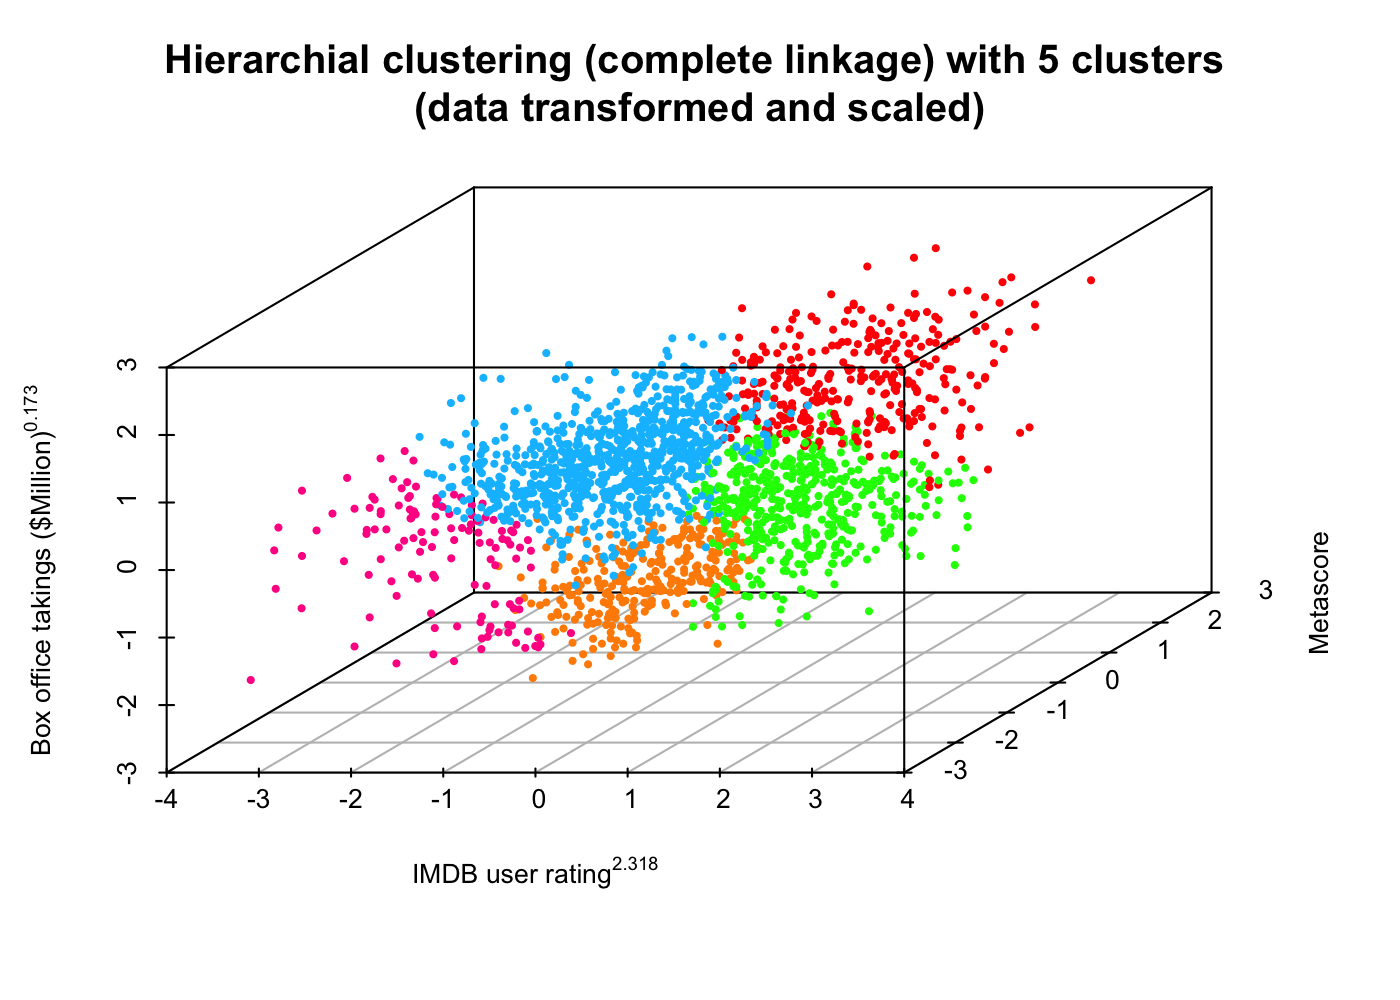 Hierarchial clustering (complete linkage) with 5 clusters
(data transformed and scaled)
Box office takings ($Million)^0.173
3
2
1
0
-1
-2
-3
-4 -3 -2 -1 0 1 2 3 4
IMDB user rating^2.318
-3
-2
-1
0
1
2
3
Metascore